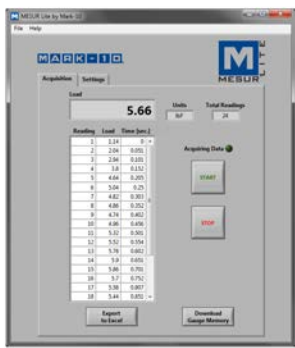 MESUR Lite by Mark-10
File Help
MARK-10
M
MESUR
LITE
Acquisition Settings
Load
5.66
Units
lbF
Total Readings
24
Reading Load Time [sec.]
1 1.14 0
2 2.04 0.051
3 2.94 0.101
4 3.8 0.152
5 4.64 0.205
6 5.04 0.25
7 4.82 0.303
8 4.86 0.352
9 4.74 0.402
10 4.96 0.456
11 5.32 0.501
12 5.52 0.554
13 5.78 0.602
14 5.9 0.651
15 5.86 0.701
16 5.7 0.752
17 5.56 0.807
18 5.44 0.852
Acquiring Data
START
STOP
Export
to Excel
Download
Gauge Memory